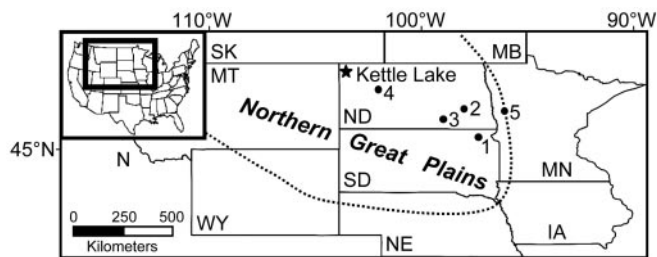 110°W 100°W 90°W
SK MB
MT Kettle Lake
4
Northern ND 2
3 5
45°N Great Plains 1
N MN
SD
0 250 500 WY
Kilometers NE IA